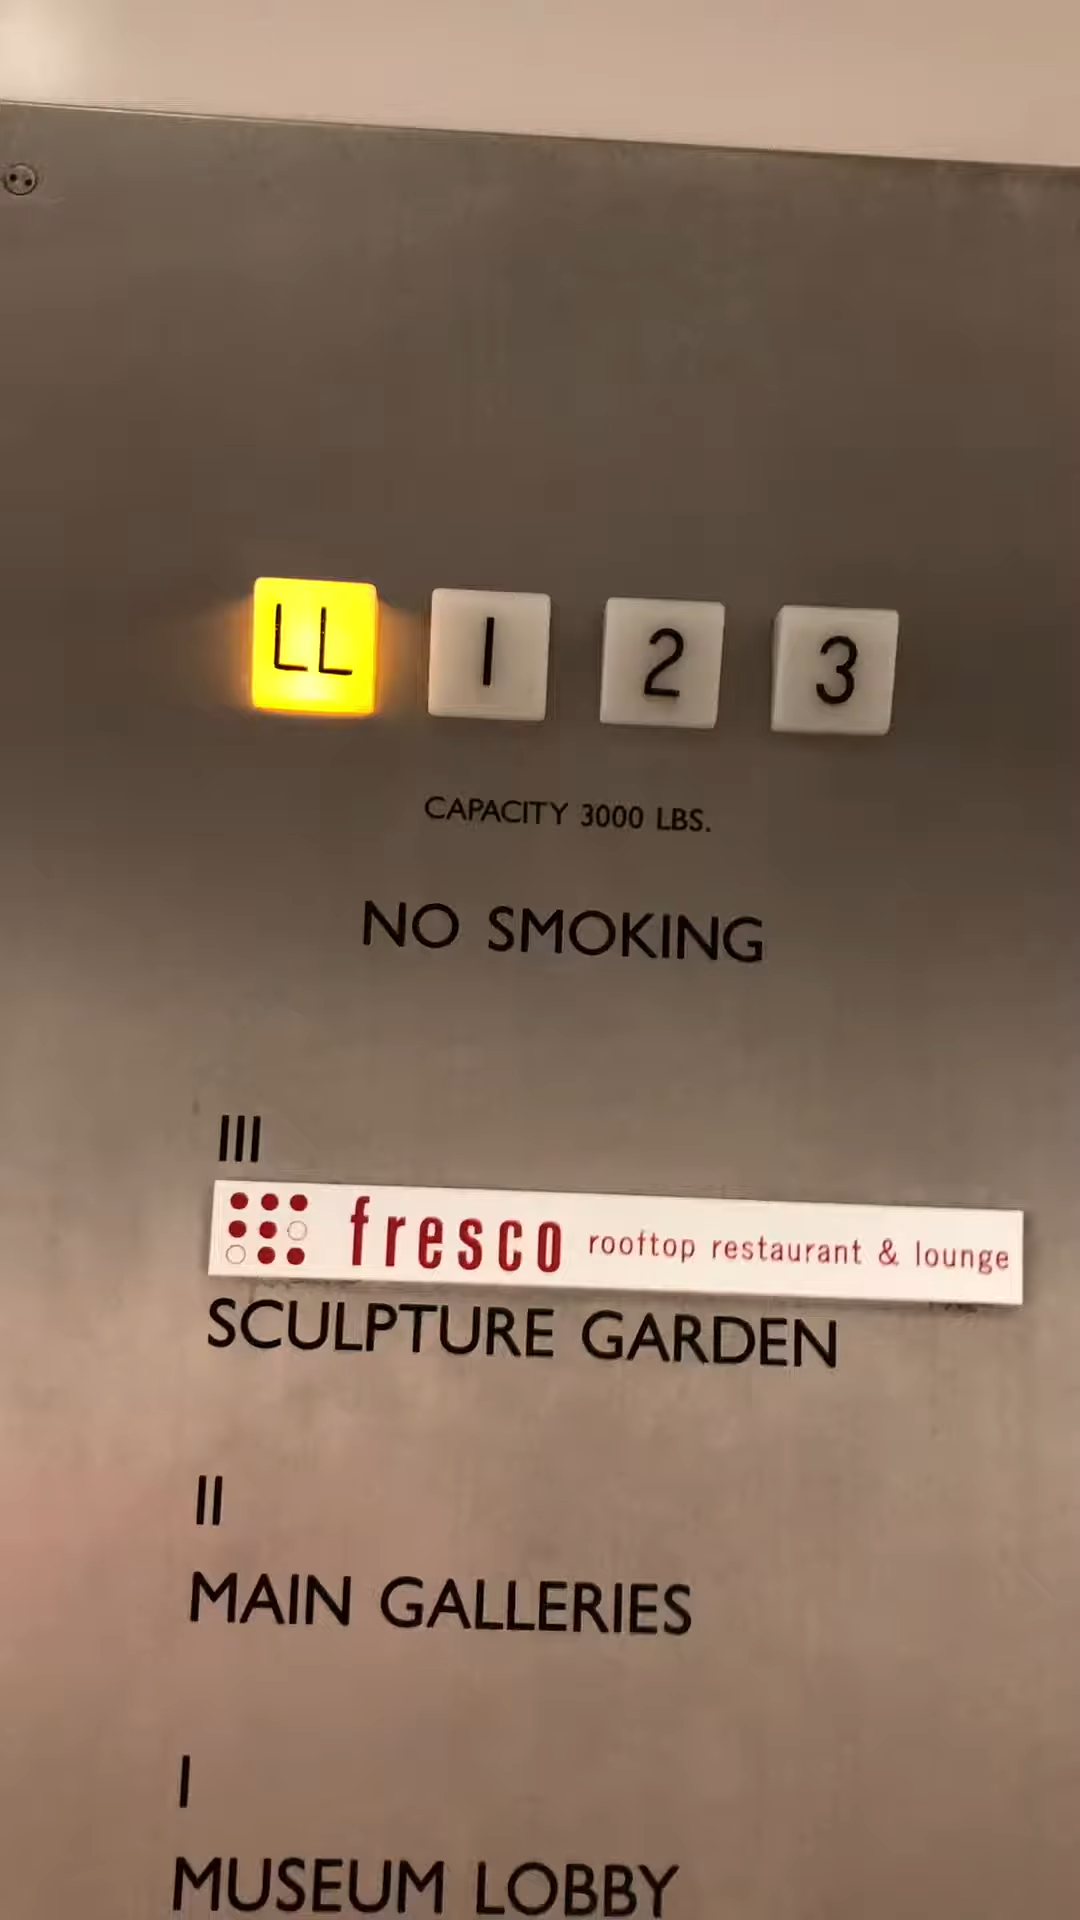 LL 1 2 3
CAPACITY 3000 LBS.
NO SMOKING
III
fresco rooftop restaurant & lounge
SCULPTURE GARDEN
II
MAIN GALLERIES
I
MUSEUM LOBBY